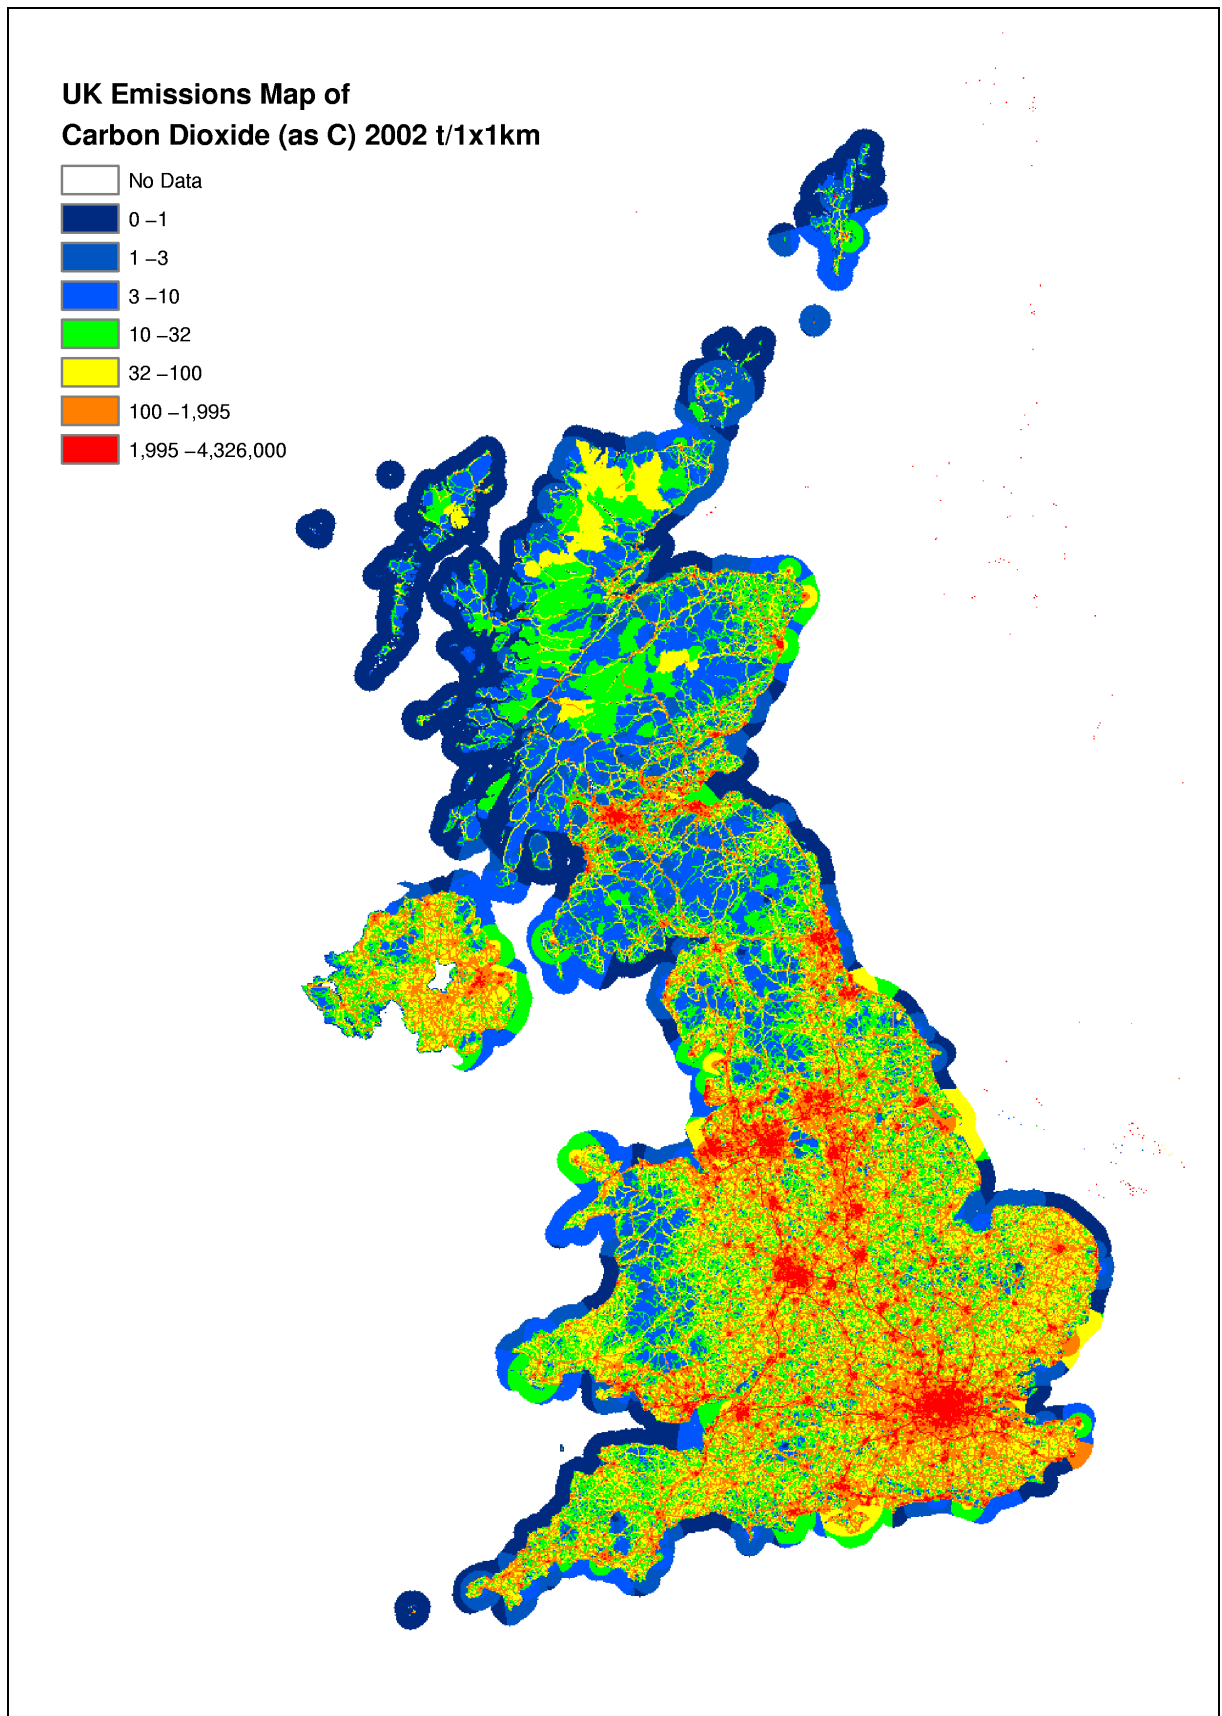 UK Emissions Map of
Carbon Dioxide (as C) 2002 t/1x1km
No Data
0 –1
1 –3
3 –10
10 –32
32 –100
100 –1,995
1,995 –4,326,000